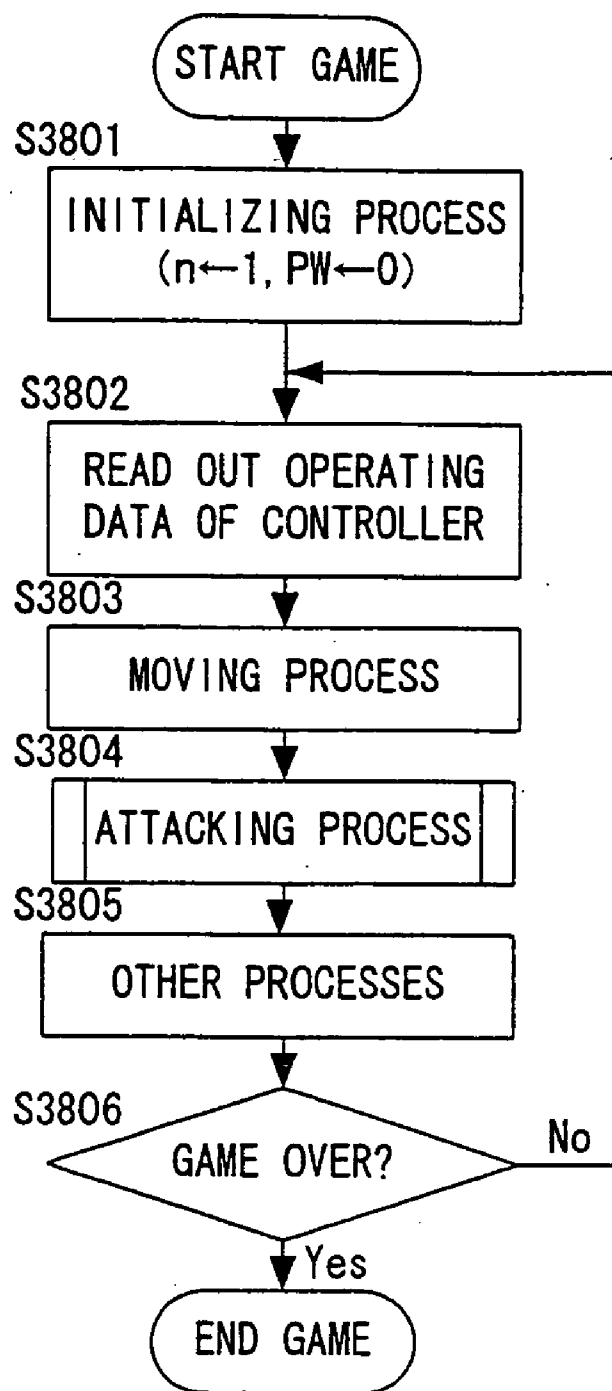 START GAME
S3801
INITIALIZING PROCESS
(n←1, PW←0)
S3802
READ OUT OPERATING
DATA OF CONTROLLER
S3803
MOVING PROCESS
S3804
ATTACKING PROCESS
S3805
OTHER PROCESSES
S3806
GAME OVER?
No
Yes
END GAME